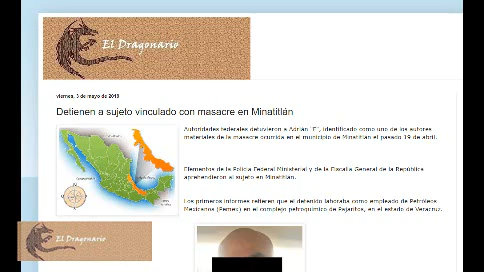 El Dragonario
viernes, 3 de mayo de 2019
Detienen a sujeto vinculado con masacre en Minatitlán
Autoridades federales detuvieron a Adrián "E", identificado como uno de los autores
materiales de la masacre ocurrida en el municipio de Minatitlán el pasado 19 de abril.
Elementos de la Policía Federal Ministerial y de la Fiscalía General de la República
aprehendieron al sujeto en Minatitlán.
Los primeros informes refieren que el detenido laboraba como empleado de Petróleos
Mexicanos (Pemex) en el complejo petroquímico de Pajaritos, en el estado de Veracruz.
El Dragonario